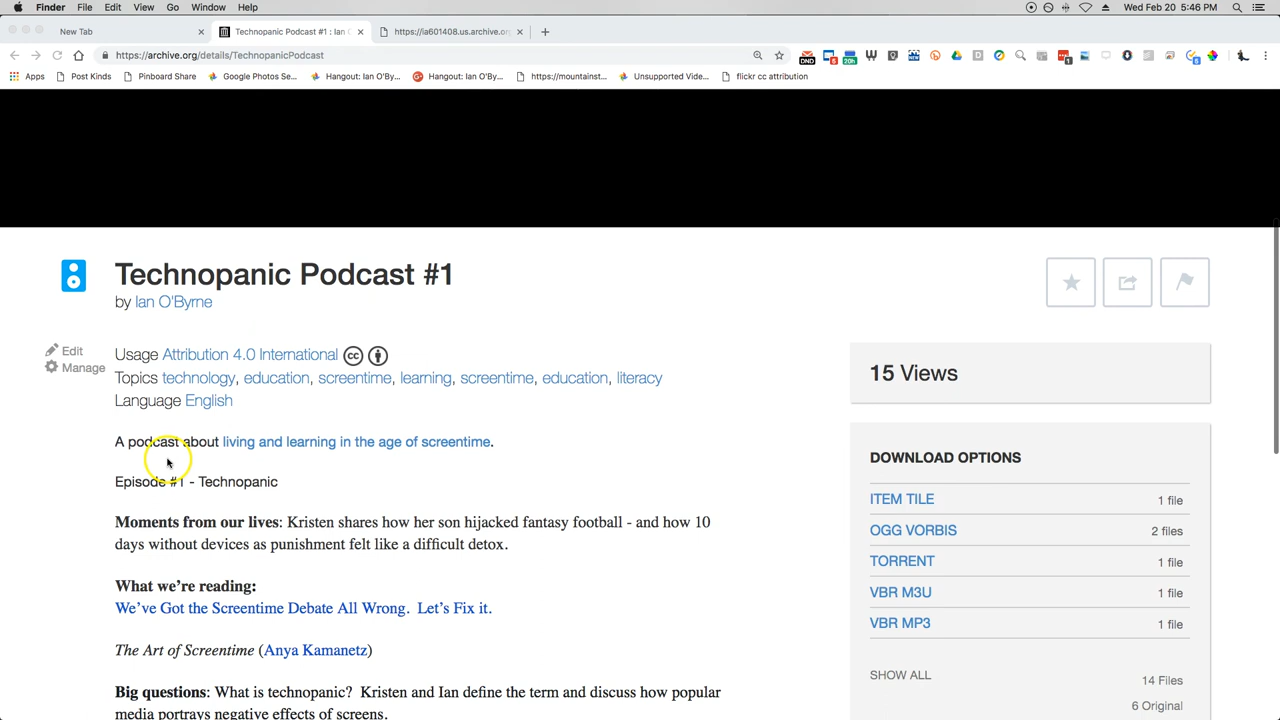 Finder File Edit View Go Window Help Wed Feb 20 5:46 PM
New Tab Technopanic Podcast #1 : Ian O https://ia601408.us.archive.or
https://archive.org/details/TechnopanicPodcast
Apps Post Kinds Pinboard Share Google Photos Se... Hangout: Ian O'By... Hangout: Ian O'By... https://mountainst... Unsupported Vide... flickr cc attribution
Technopanic Podcast #1
by Ian O'Byrne
Edit
Manage
Usage Attribution 4.0 International
Topics technology, education, screentime, learning, screentime, education, literacy
Language English
A podcast about living and learning in the age of screentime.
Episode #1 - Technopanic
Moments from our lives: Kristen shares how her son hijacked fantasy football - and how 10
days without devices as punishment felt like a difficult detox.
What we’re reading:
We’ve Got the Screentime Debate All Wrong. Let’s Fix it.
The Art of Screentime (Anya Kamanetz)
Big questions: What is technopanic? Kristen and Ian define the term and discuss how popular
media portrays negative effects of screens.
15 Views
DOWNLOAD OPTIONS
ITEM TILE 1 file
OGG VORBIS 2 files
TORRENT 1 file
VBR M3U 1 file
VBR MP3 1 file
SHOW ALL 14 Files
6 Original